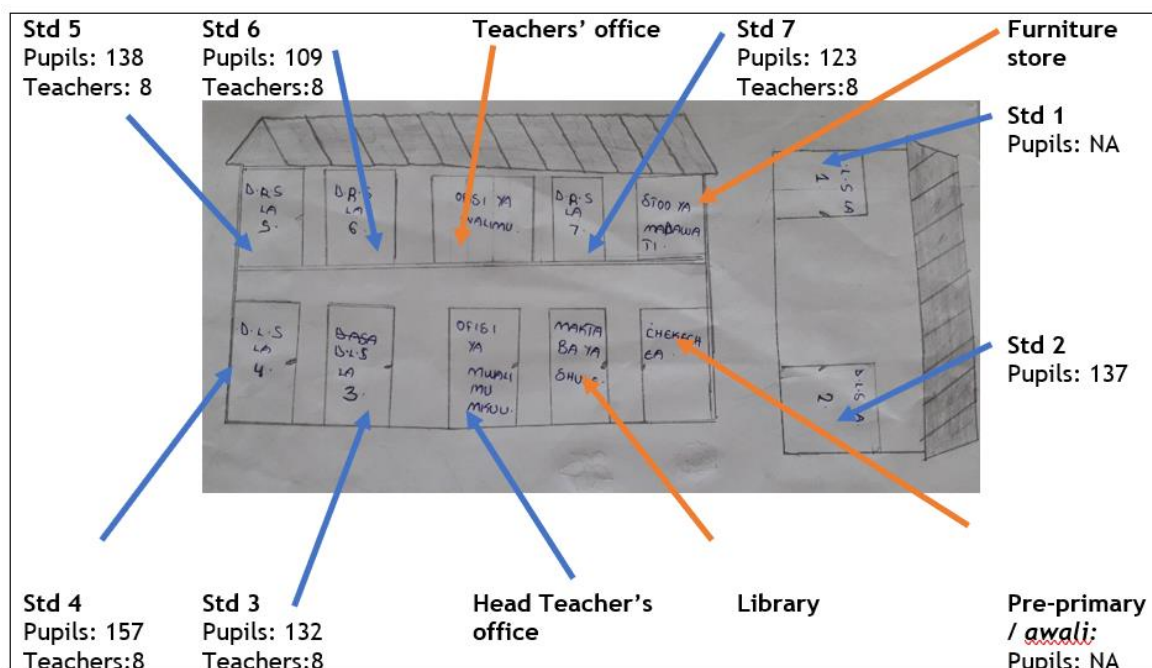 Std 5
Pupils: 138
Teachers: 8
Std 6
Pupils: 109
Teachers:8
Teachers' office
Std 7
Pupils: 123
Teachers:8
Furniture
store
Std 1
Pupils: NA
D.R.S
LA
5.
D.R.S
LA
6.
OFISI YA
WALIMU.
D.R.S
LA
7.
STOO YA
MADAWA
TI.
1
D.L.S
LA
4.
DASA
D.L.S
LA
3.
OFISI
YA
MWALI
MU
MKUU.
MAKTA
BA YA
CHEKECH
EA.
2.
Std 2
Pupils: 137
Std 4
Pupils: 157
Teachers:8
Std 3
Pupils: 132
Teachers:8
Head Teacher's
office
Library
Pre-primary
/ awali:
Pupils: NA